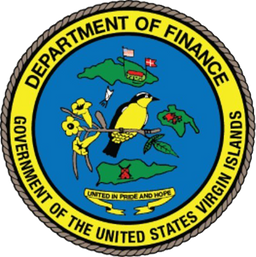 DEPARTMENT OF FINANCE
UNITED IN PRIDE AND HOPE
GOVERNMENT OF THE UNITED STATES VIRGIN ISLANDS